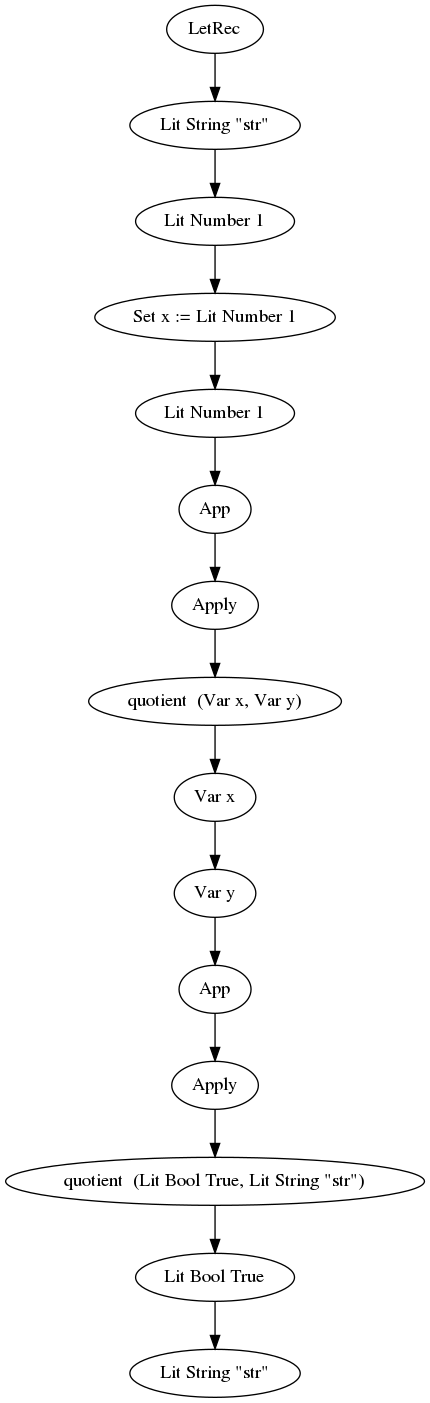 LetRec
Lit String "str"
Lit Number 1
Set x := Lit Number 1
Lit Number 1
App
Apply
quotient  (Var x, Var y)
Var x
Var y
App
Apply
quotient  (Lit Bool True, Lit String "str")
Lit Bool True
Lit String "str"